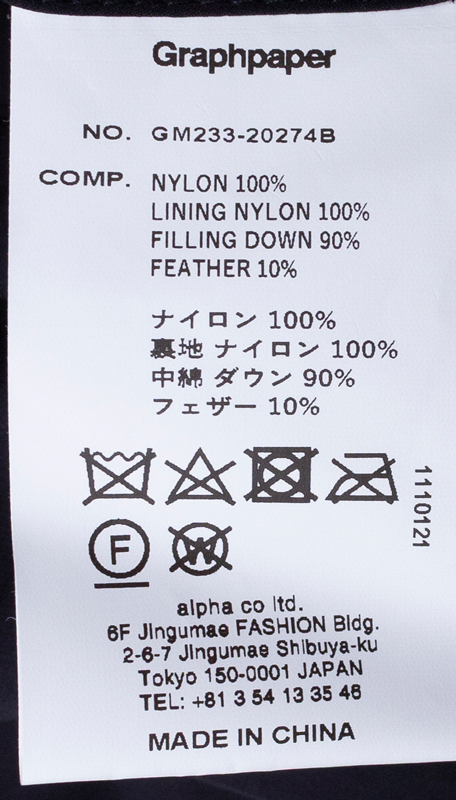 Graphpaper
NO. GM233-20274B
COMP. NYLON 100%
LINING NYLON 100%
FILLING DOWN 90%
FEATHER 10%
ナイロン 100%
裏地 ナイロン 100%
中綿 ダウン 90%
フェザー 10%
1110121
F
W
alpha co ltd.
6F Jingumae FASHION Bldg.
2-6-7 Jingumae Shibuya-ku
Tokyo 150-0001 JAPAN
TEL: +81 3 54 13 35 46
MADE IN CHINA